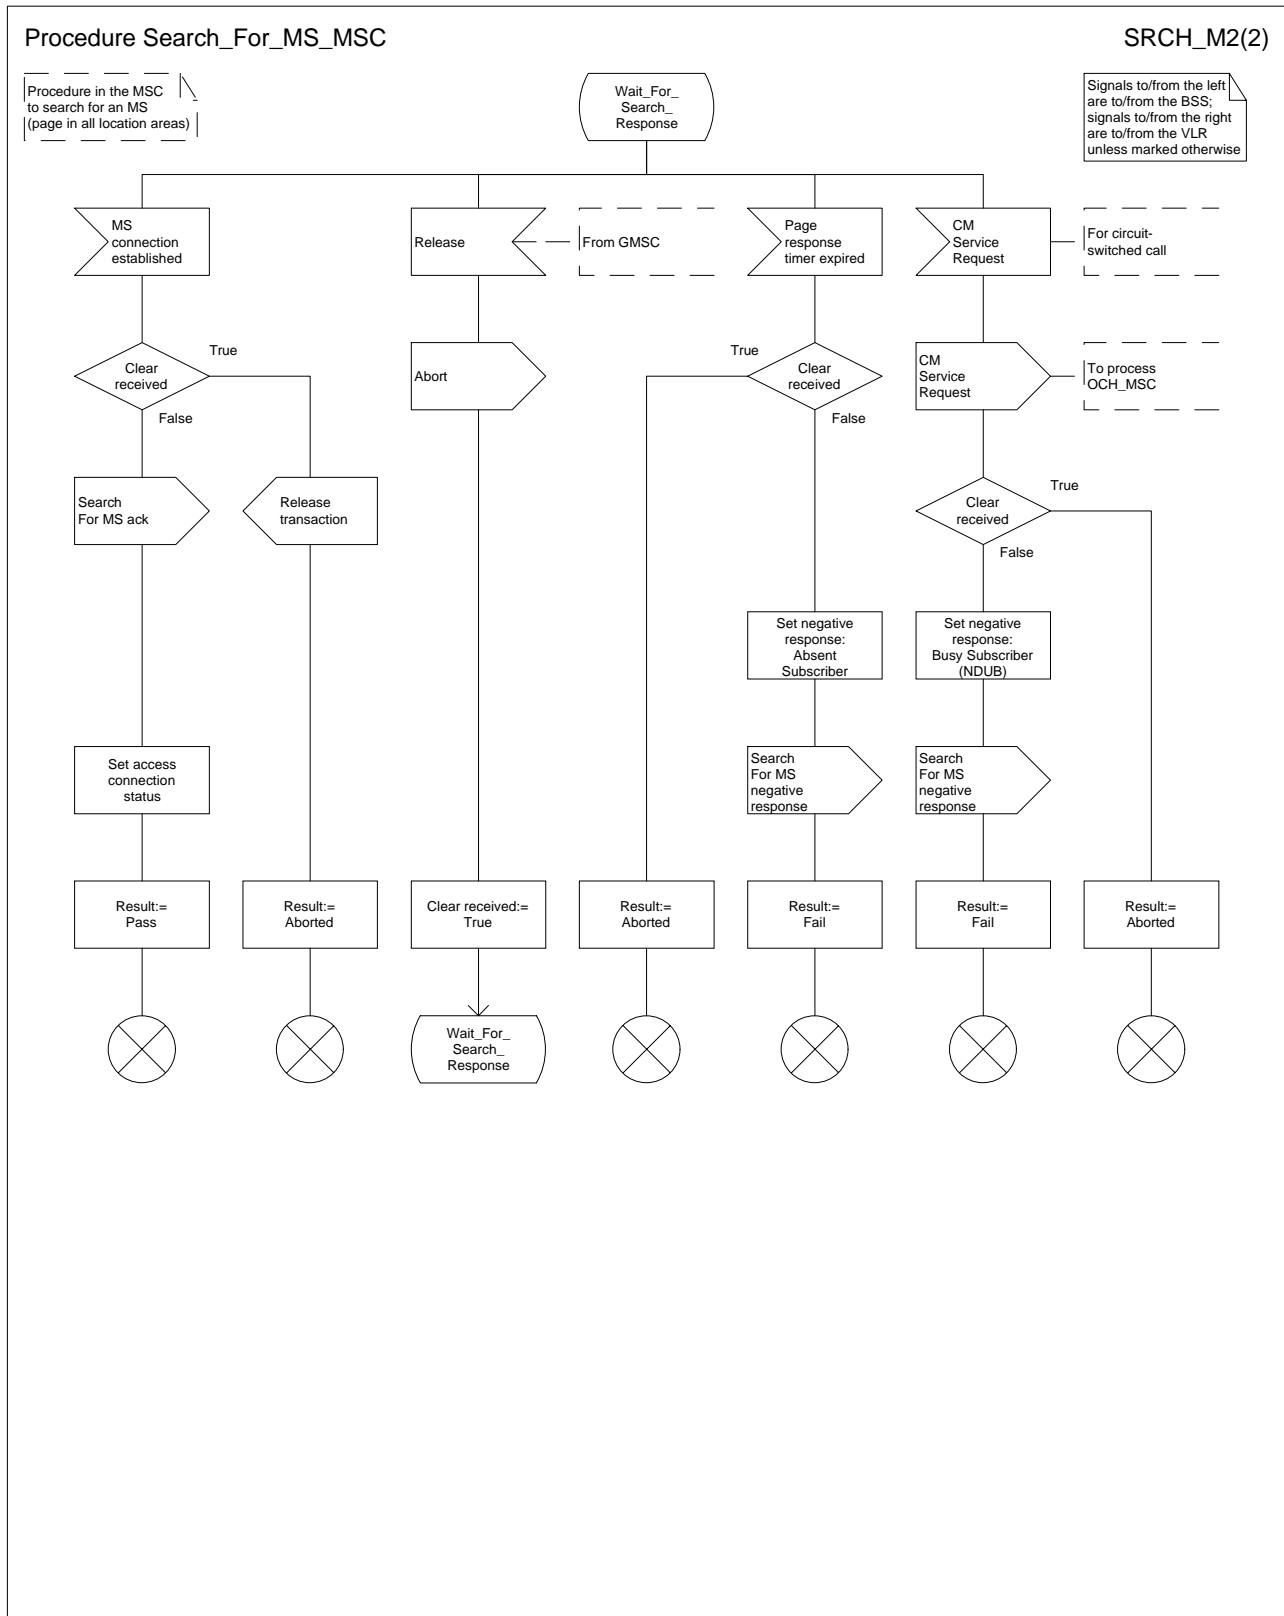 Procedure Search_For_MS_MSC
SRCH_M2(2)
Procedure in the MSC
to search for an MS
(page in all location areas)
Wait_For_
Search_
Response
Signals to/from the left
are to/from the BSS;
signals to/from the right
are to/from the VLR
unless marked otherwise
MS
connection
established
Release
From GMSC
Page
response
timer expired
CM
Service
Request
For circuit-
switched call
Clear
received
True
False
Abort
True
Clear
received
False
CM
Service
Request
To process
OCH_MSC
Search
For MS ack
Release
transaction
Clear
received
True
False
Set negative
response:
Absent
Subscriber
Set negative
response:
Busy Subscriber
(NDUB)
Set access
connection
status
Search
For MS
negative
response
Search
For MS
negative
response
Result:=
Pass
Result:=
Aborted
Clear received:=
True
Result:=
Aborted
Result:=
Fail
Result:=
Fail
Result:=
Aborted
Wait_For_
Search_
Response